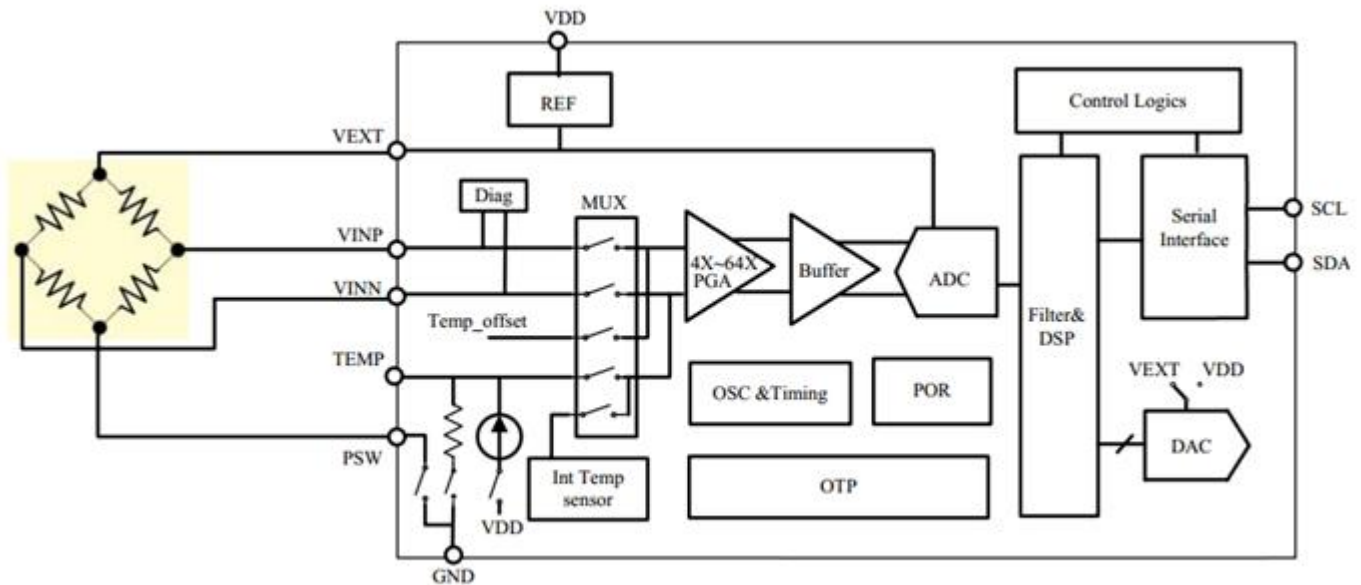 VDD
REF
Control Logics
VEXT
Diag
MUX
VINP
4X~64X
PGA
Buffer
ADC
Serial
Interface
SCL
SDA
VINN
Temp_offset
Filter&
DSP
TEMP
OSC &Timing
POR
VEXT
VDD
DAC
PSW
Int Temp
sensor
OTP
VDD
GND